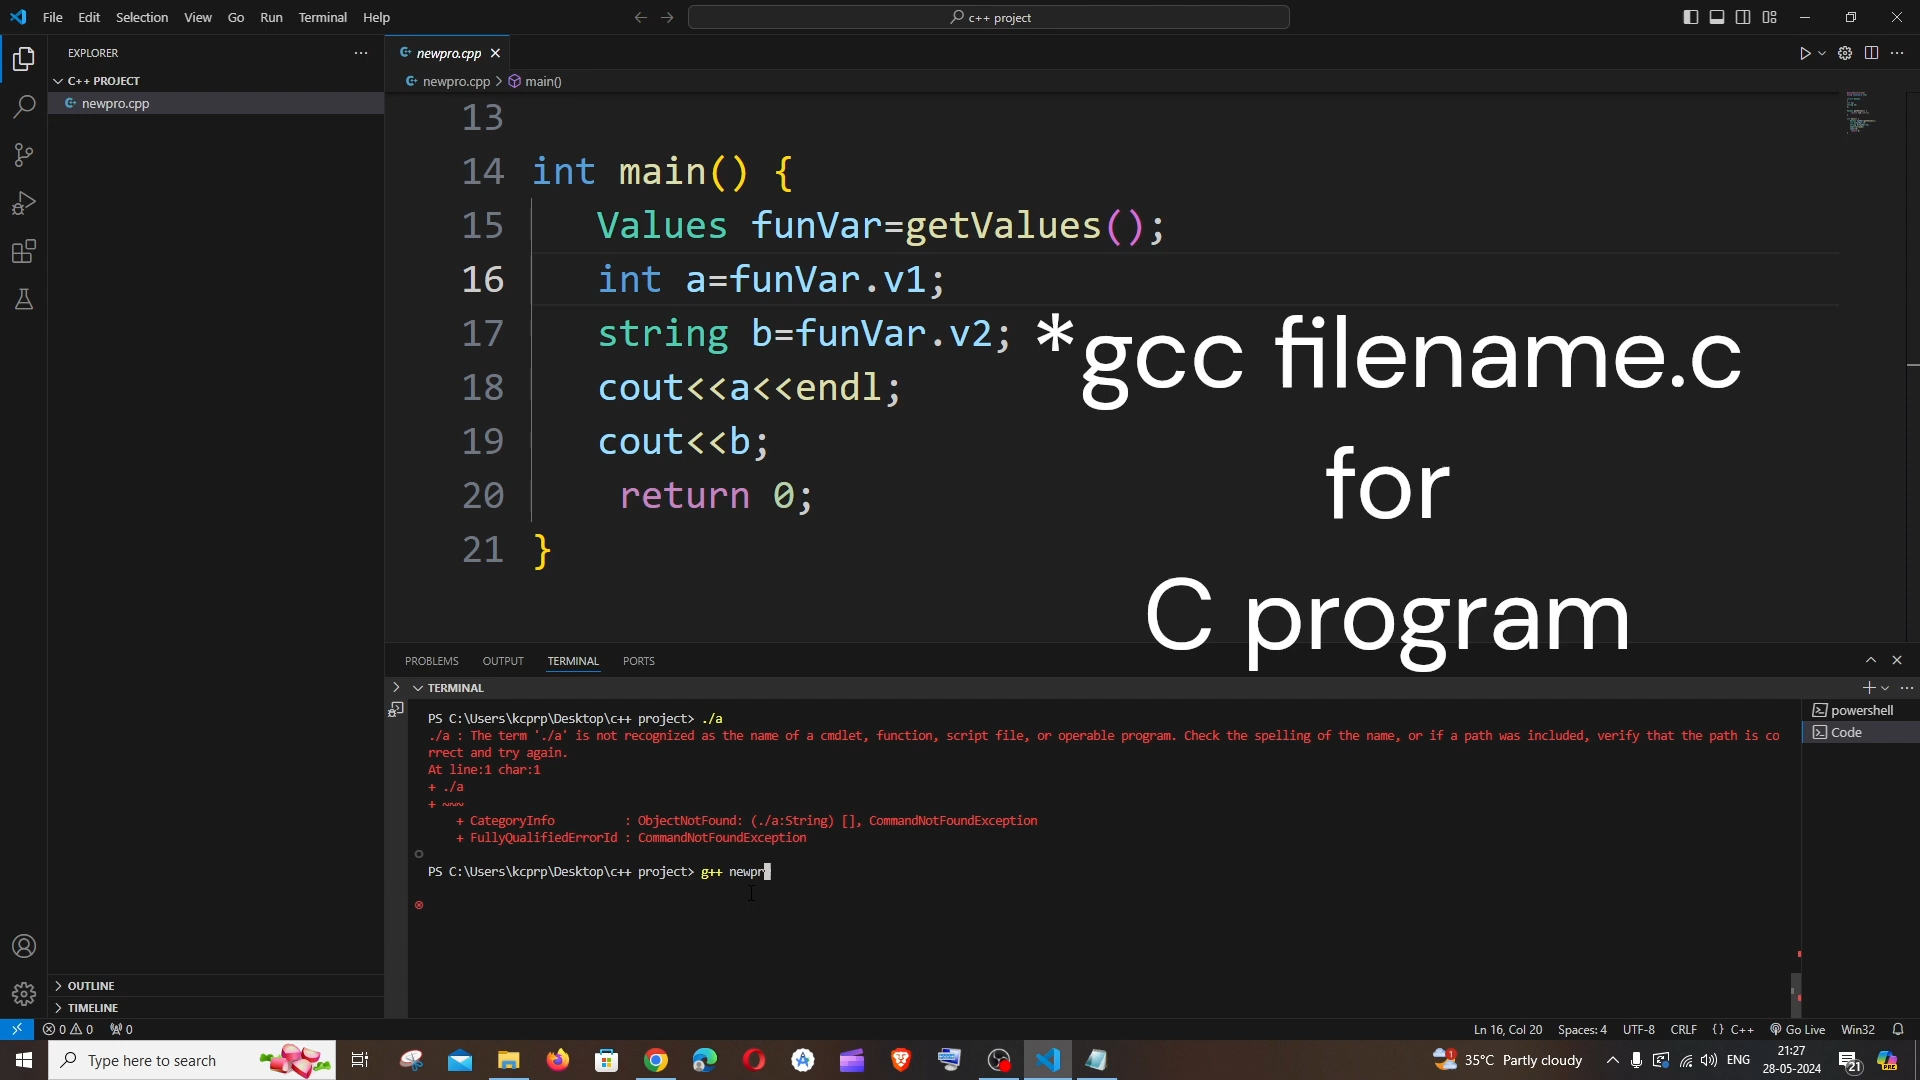 File Edit Selection View Go Run Terminal Help
c++ project
EXPLORER
C++ PROJECT
newpro.cpp
newpro.cpp
newpro.cpp > main()
13
14 int main() {
15 Values funVar=getValues();
16 int a=funVar.v1;
17 string b=funVar.v2;
18 cout<<a<<endl;
19 cout<<b;
20 return 0;
21 }
*gcc filename.c
for
C program
PROBLEMS OUTPUT TERMINAL PORTS
TERMINAL
PS C:\Users\kcprp\Desktop\c++ project> ./a
./a : The term './a' is not recognized as the name of a cmdlet, function, script file, or operable program. Check the spelling of the name, or if a path was included, verify that the path is co
rrect and try again.
At line:1 char:1
+ ./a
+ ~~~
+ CategoryInfo : ObjectNotFound: (./a:String) [], CommandNotFoundException
+ FullyQualifiedErrorId : CommandNotFoundException
PS C:\Users\kcprp\Desktop\c++ project> g++ newpr
powershell
Code
OUTLINE
TIMELINE
0 0 0
Ln 16, Col 20 Spaces: 4 UTF-8 CRLF {} C++ Go Live Win32
Type here to search
35°C Partly cloudy
ENG
21:27
28-05-2024
21